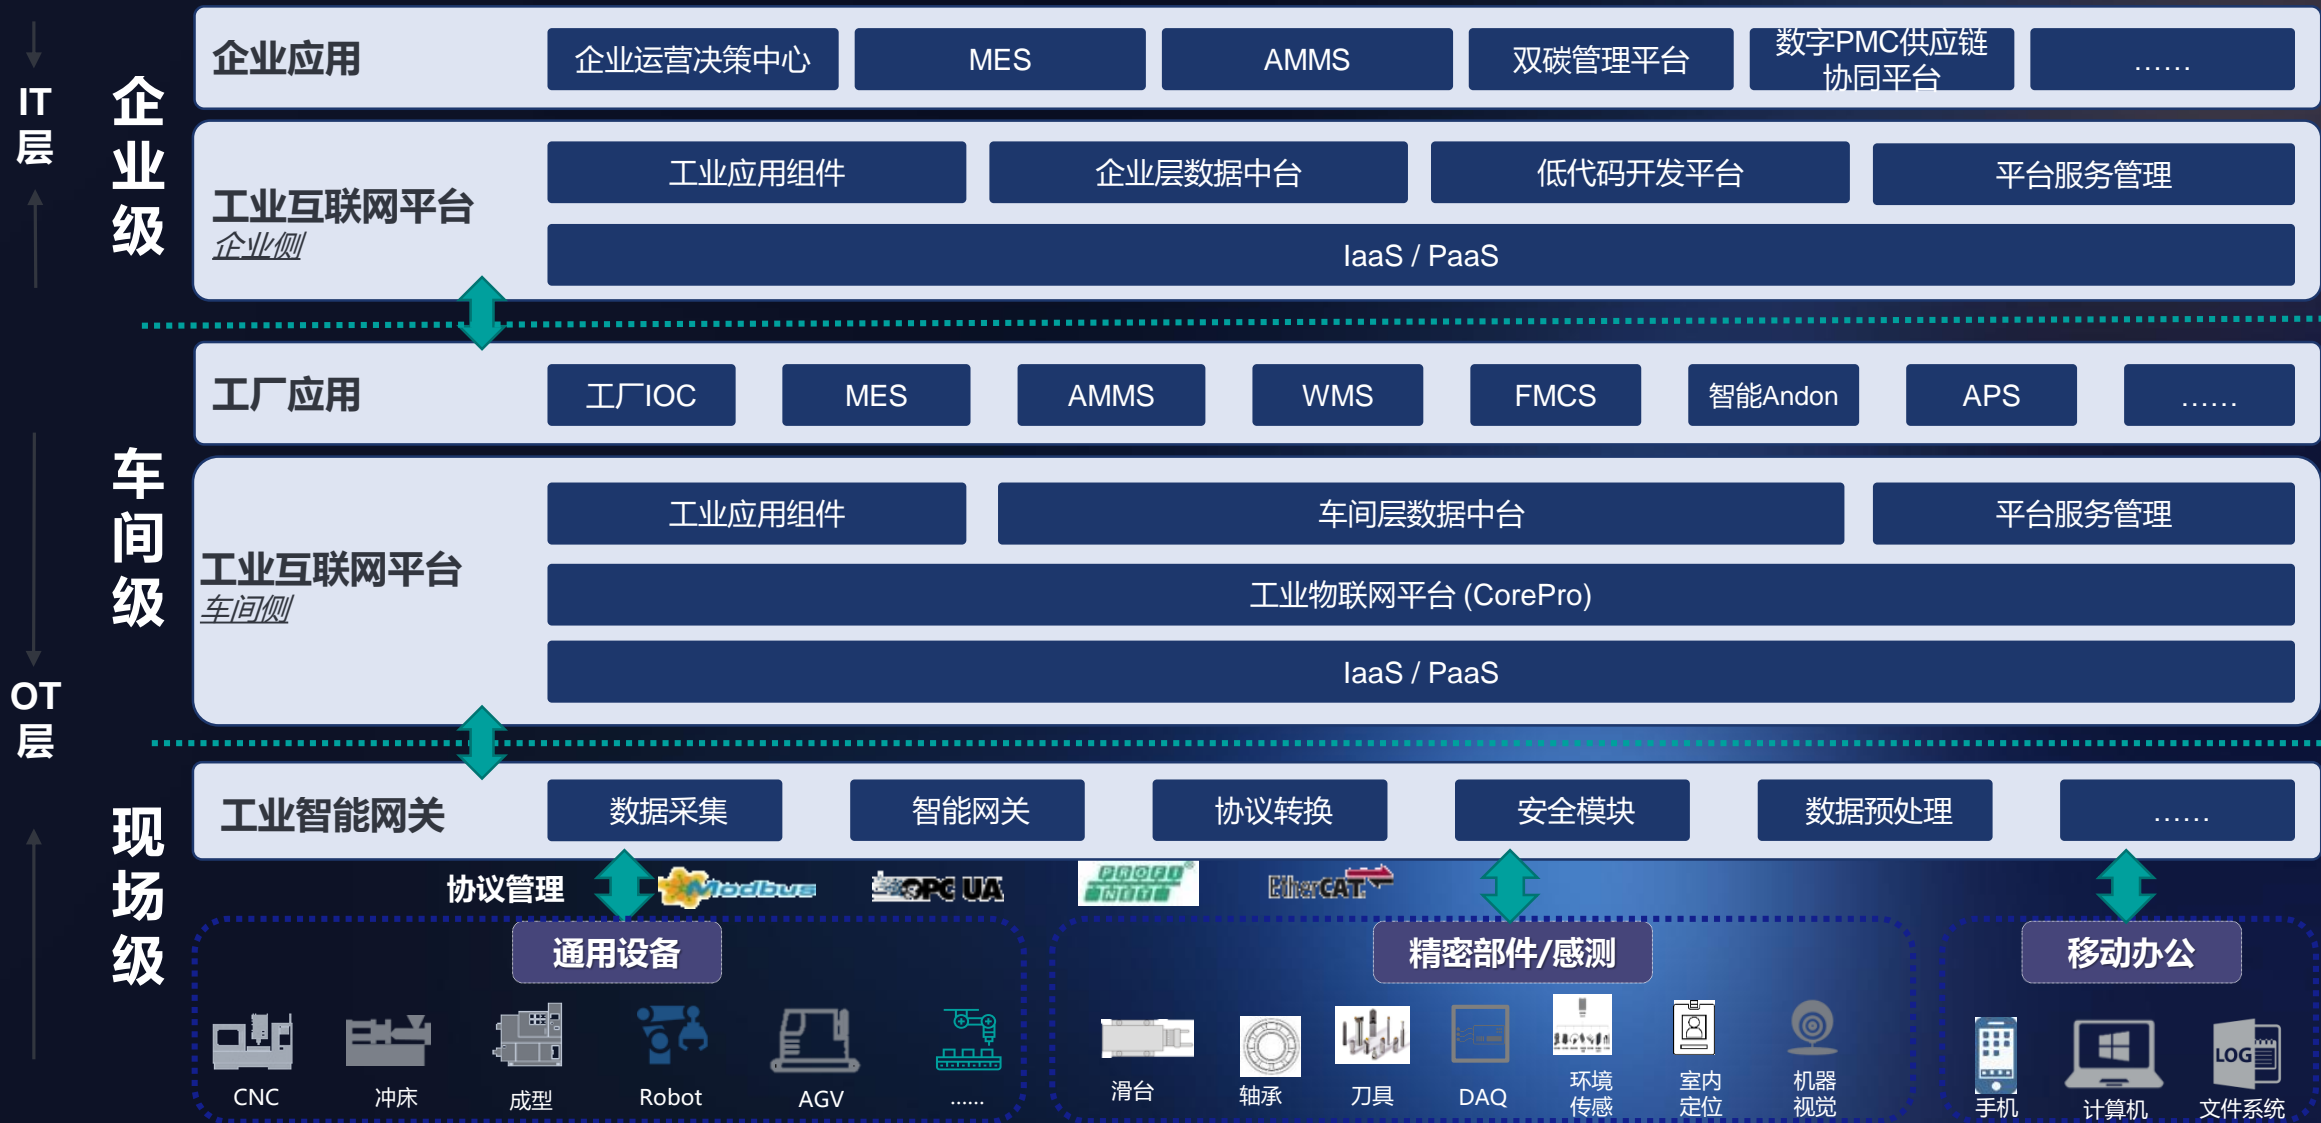 IT
层
企业级
企业应用
企业运营决策中心
MES
AMMS
双碳管理平台
数字PMC供应链
协同平台
……
工业互联网平台
企业侧
工业应用组件
企业层数据中台
低代码开发平台
平台服务管理
IaaS / PaaS
OT
层
车间级
工厂应用
工厂IOC
MES
AMMS
WMS
FMCS
智能Andon
APS
……
工业互联网平台
车间侧
工业应用组件
车间层数据中台
平台服务管理
工业物联网平台 (CorePro)
IaaS / PaaS
现场级
工业智能网关
数据采集
智能网关
协议转换
安全模块
数据预处理
……
协议管理
Modbus
OPC UA
PROFI
NET
EtherCAT
通用设备
CNC
冲床
成型
Robot
AGV
……
精密部件/感测
滑台
轴承
刀具
DAQ
环境
传感
室内
定位
机器
视觉
移动办公
手机
计算机
LOG
文件系统